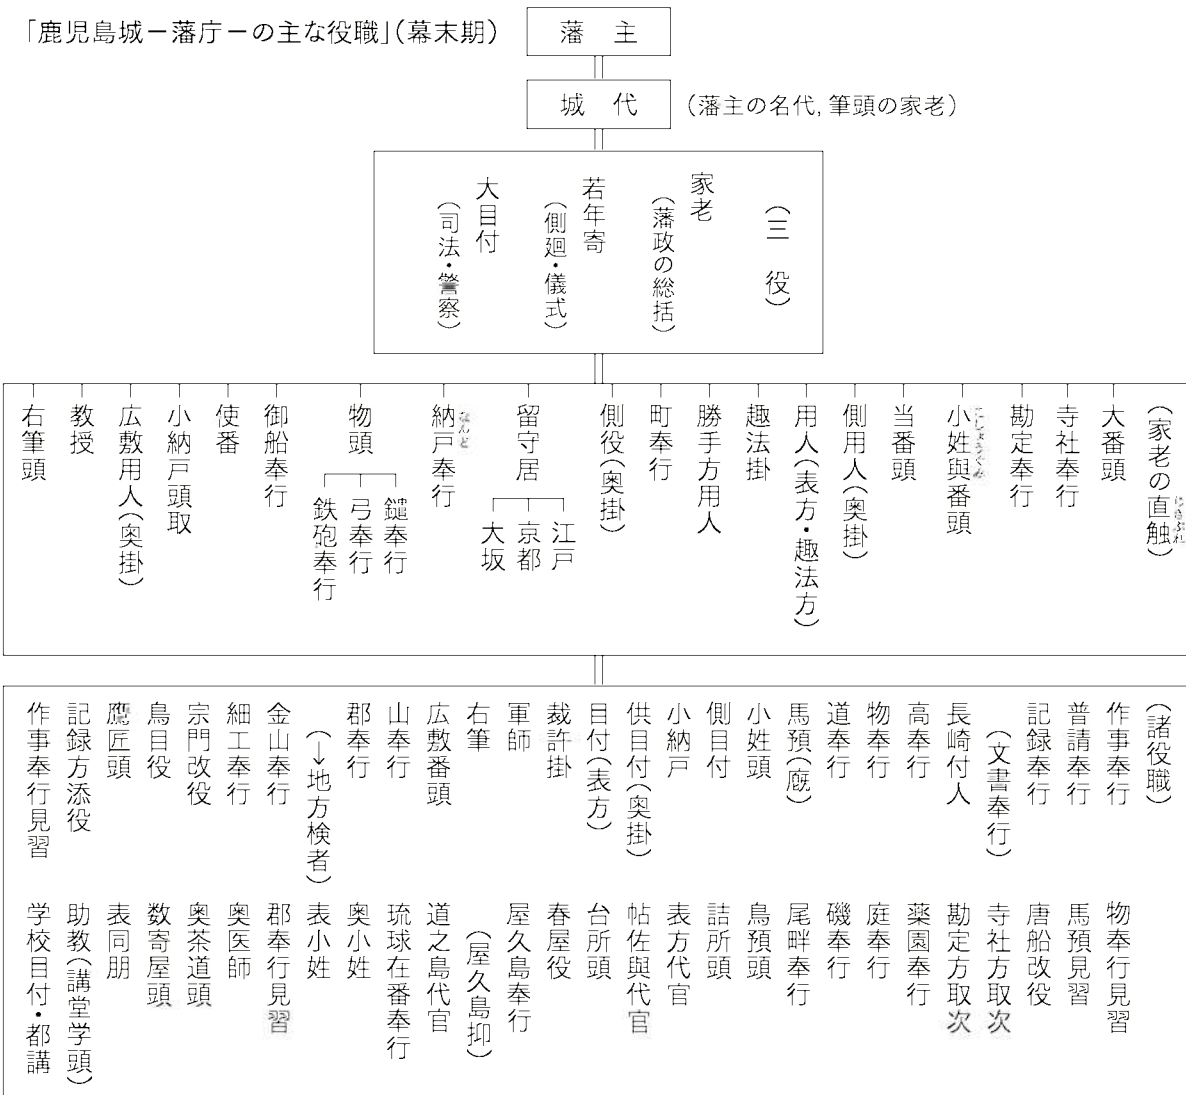 「鹿児島城－藩庁－の主な役職」（幕末期）
藩　主
城　代
（藩主の名代，筆頭の家老）
（三　役）
家老
（藩政の総括）
若年寄
（側廻・儀式）
大目付
（司法・警察）
（家老の直触）
じきぶれ
大番頭
寺社奉行
勘定奉行
小姓與番頭
こしょうぐみ
当番頭
側用人（奥掛）
用人（表方・趣法方）
趣法掛
勝手方用人
町奉行
側役（奥掛）
留守居
江戸
京都
大坂
納戸奉行
なんど
物頭
鑓奉行
弓奉行
鉄砲奉行
御船奉行
使番
小納戸頭取
広敷用人（奥掛）
教授
右筆頭
（諸役職）
作事奉行
普請奉行
記録奉行
（文書奉行）
長崎付人
高奉行
物奉行
道奉行
馬預（廐）
小姓頭
側目付
小納戸
供目付（奥掛）
目付（表方）
裁許掛
軍師
右筆
広敷番頭
山奉行
郡奉行
（→地方検者）
金山奉行
細工奉行
宗門改役
鳥目役
鷹匠頭
記録方添役
作事奉行見習
物奉行見習
馬預見習
唐船改役
寺社方取次
勘定方取次
薬園奉行
庭奉行
磯奉行
尾畔奉行
鳥預頭
詰所頭
表方代官
帖佐與代官
台所頭
春屋役
屋久島奉行
（屋久島抑）
道之島代官
琉球在番奉行
奥小姓
表小姓
郡奉行見習
奥医師
奥茶道頭
数寄屋頭
表同朋
助教（講堂学頭）
学校目付・都講